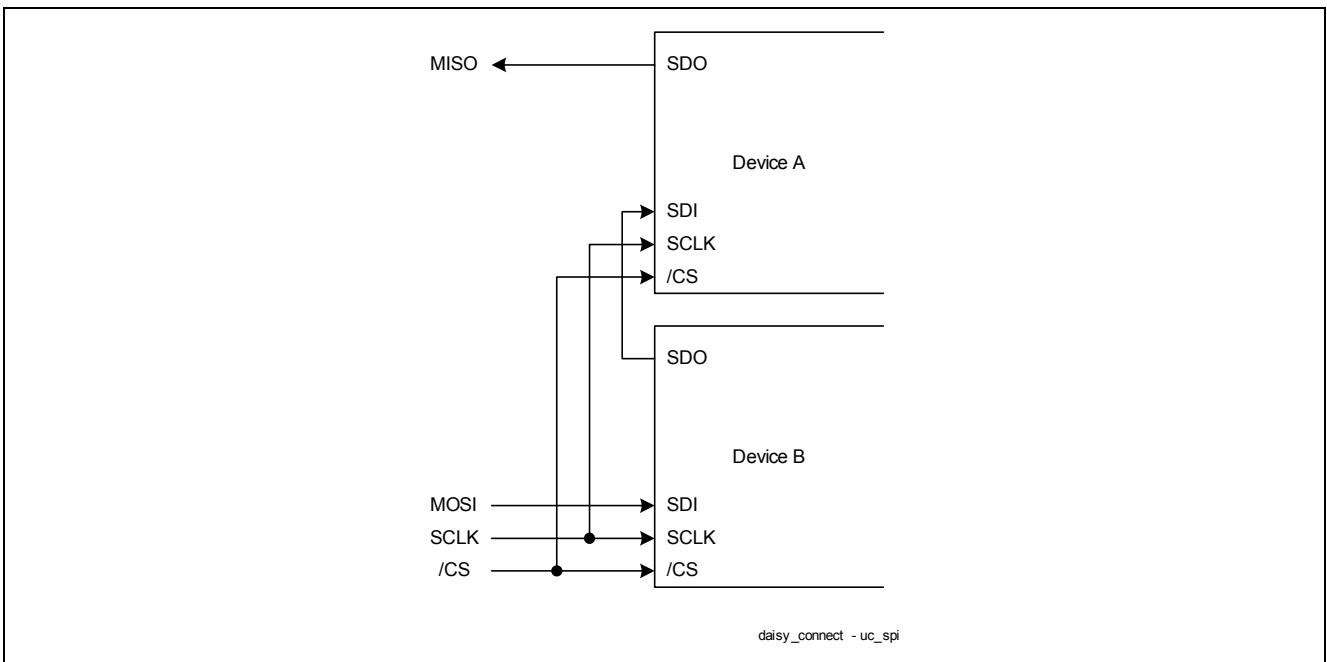 MISO SDO
Device A
SDI
SCLK
/CS
SDO
Device B
MOSI SDI
SCLK SCLK
/CS /CS
daisy_connect - uc_spi